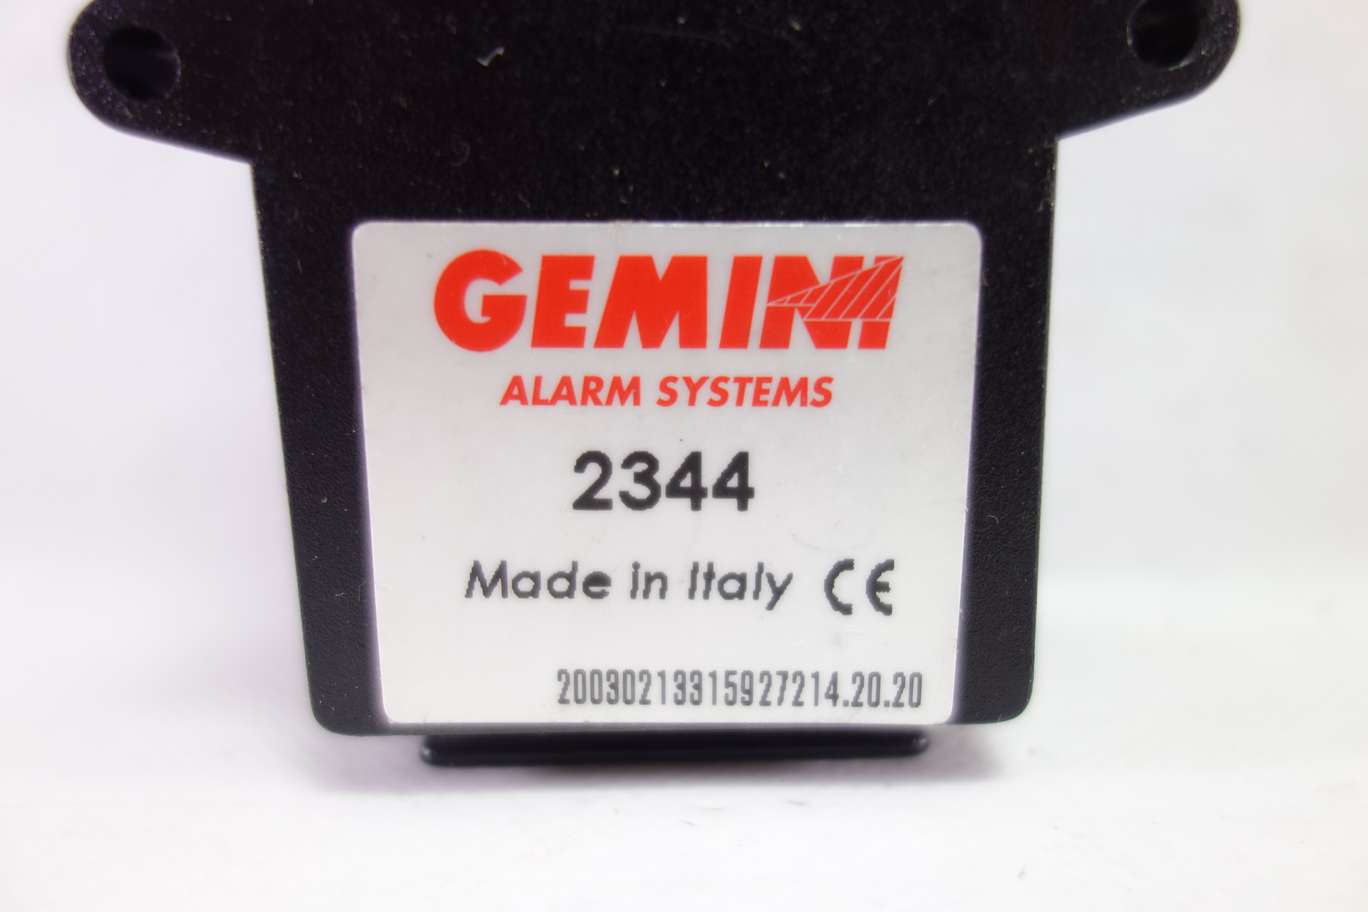 GEMINI
ALARM SYSTEMS
2344
Made in Italy CE
20030213315927214.20.20